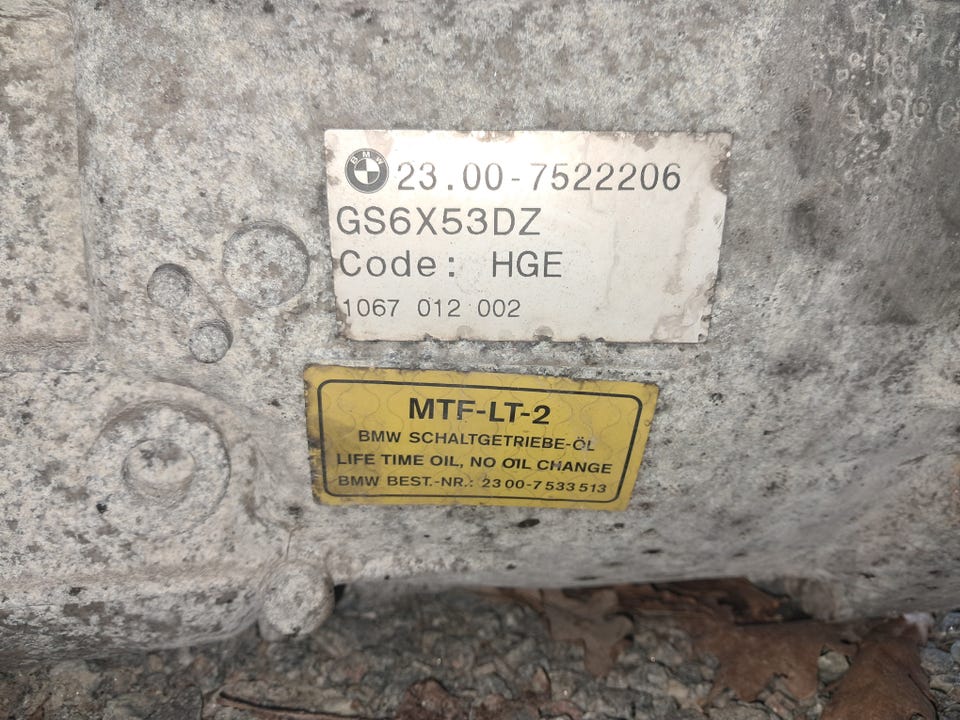 BMW 23.00-7522206
GS6X53DZ
Code: HGE
1067 012 002
MTF-LT-2
BMW SCHALTGETRIEBE-ÖL
LIFE TIME OIL, NO OIL CHANGE
BMW BEST.-NR.: 23 00-7 533 513